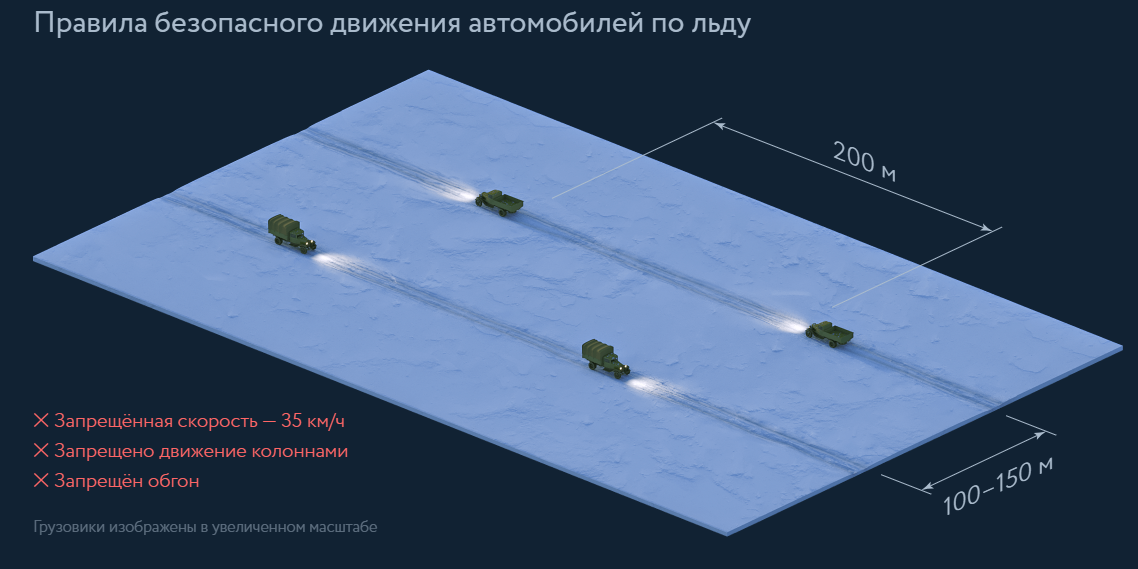 Правила безопасного движения автомобилей по льду
200 м
100–150 м
✕ Запрещённая скорость — 35 км/ч
✕ Запрещено движение колоннами
✕ Запрещён обгон
Грузовики изображены в увеличенном масштабе